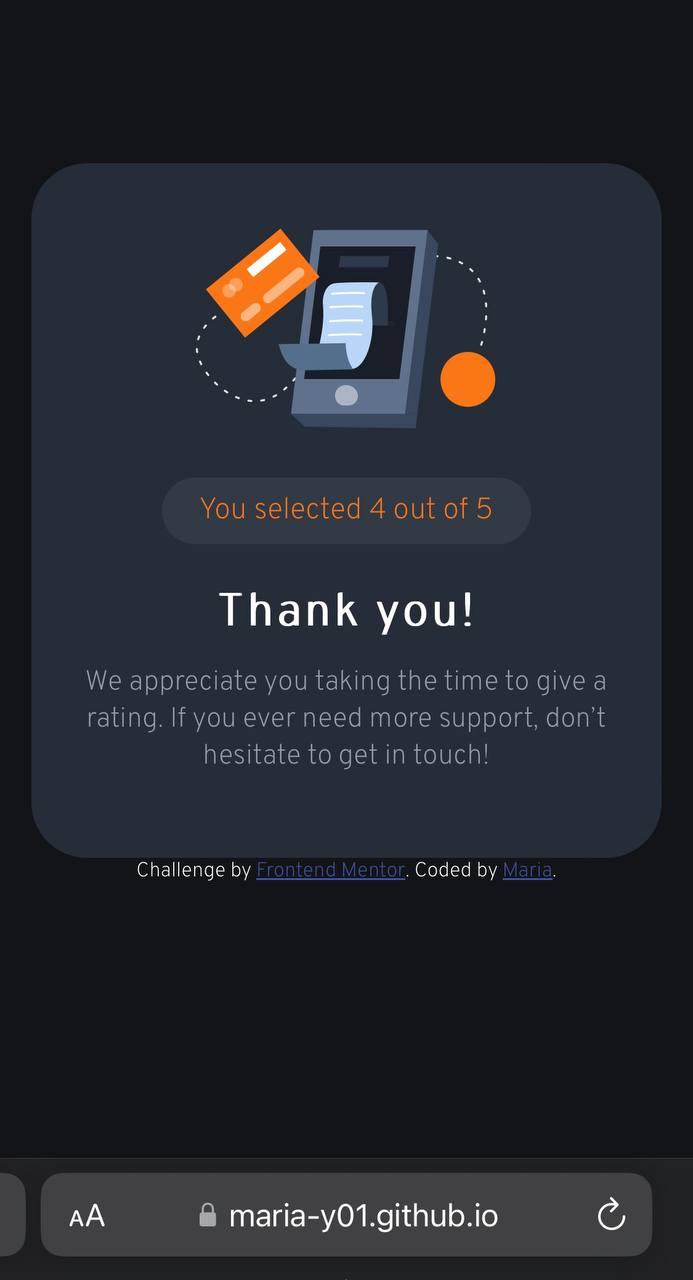 You selected 4 out of 5
Thank you!
We appreciate you taking the time to give a
rating. If you ever need more support, don’t
hesitate to get in touch!
Challenge by Frontend Mentor. Coded by Maria.
AA maria-y01.github.io